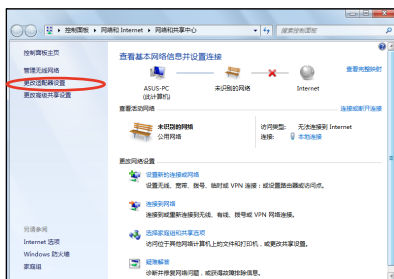 控制面板 ▸ 网络和 Internet ▸ 网络和共享中心
搜索控制面板
控制面板主页
管理无线网络
更改适配器设置
更改高级共享设置
查看基本网络信息并设置连接
查看完整映射
ASUS-PC
(此计算机)
未识别的网络
Internet
查看活动网络
连接或断开连接
未识别的网络
公用网络
访问类型: 无法连接到 Internet
连接: 本地连接
更改网络设置
设置新的连接或网络
设置无线、宽带、拨号、临时或 VPN 连接；或设置路由器或访问点。
连接到网络
连接到或重新连接到无线、有线、拨号或 VPN 网络连接。
选择家庭组和共享选项
访问位于其他网络计算机上的文件和打印机，或更改共享设置。
疑难解答
诊断并修复网络问题，或获得故障排除信息。
另请参阅
Internet 选项
Windows 防火墙
家庭组